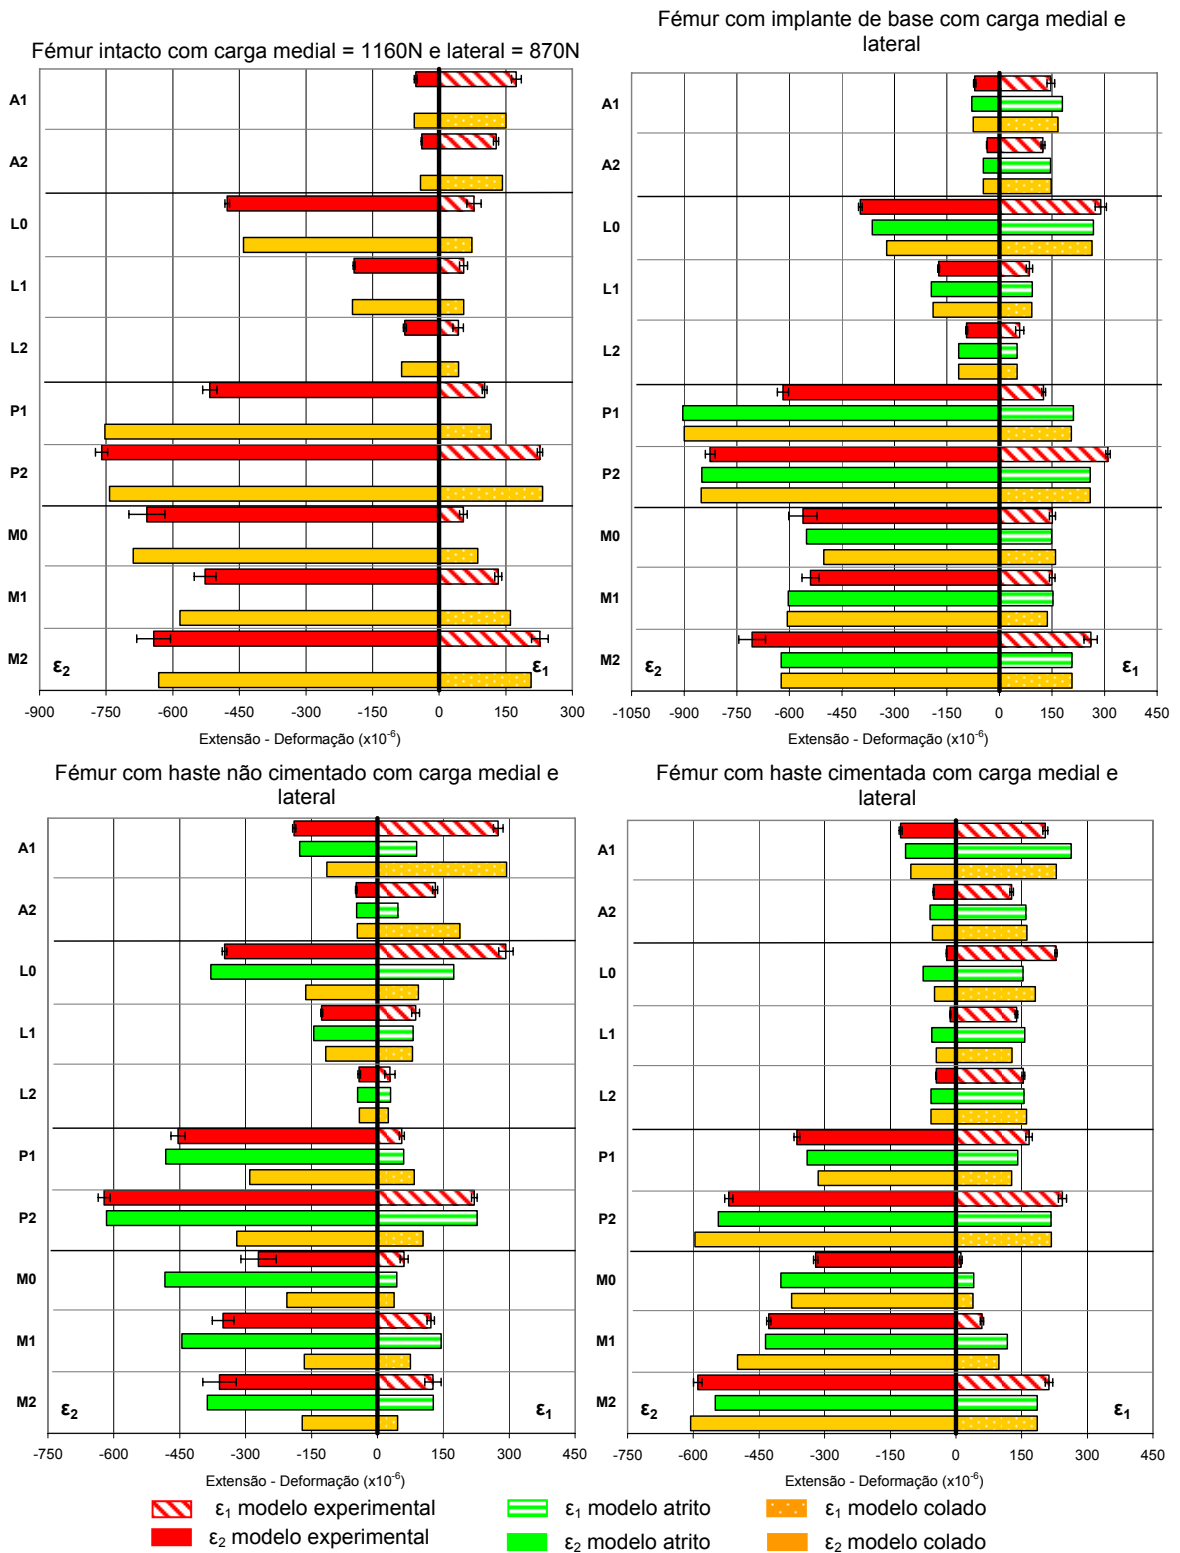 Fémur intacto com carga medial = 1160N e lateral = 870N
A1
A2
L0
L1
L2
P1
P2
M0
M1
M2
ε2
ε1
-900 -750 -600 -450 -300 -150 0 150 300
Extensão - Deformação (x10-6)
Fémur com implante de base com carga medial e
lateral
A1
A2
L0
L1
L2
P1
P2
M0
M1
M2
ε2
ε1
-1050 -900 -750 -600 -450 -300 -150 0 150 300 450
Extensão - Deformação (x10-6)
Fémur com haste não cimentado com carga medial e
lateral
A1
A2
L0
L1
L2
P1
P2
M0
M1
M2
ε2
ε1
-750 -600 -450 -300 -150 0 150 300 450
Extensão - Deformação (x10-6)
Fémur com haste cimentada com carga medial e
lateral
A1
A2
L0
L1
L2
P1
P2
M0
M1
M2
ε2
ε1
-750 -600 -450 -300 -150 0 150 300 450
Extensão - Deformação (x10-6)
ε1 modelo experimental
ε1 modelo atrito
ε1 modelo colado
ε2 modelo experimental
ε2 modelo atrito
ε2 modelo colado